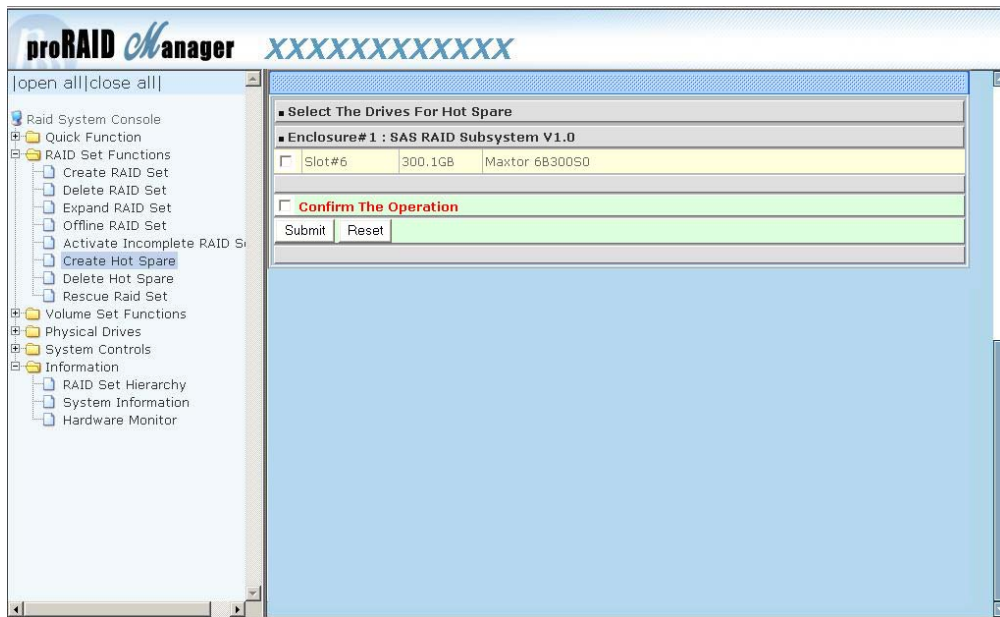 proRAID Manager XXXXXXXXXXXX
|open all|close all|
Raid System Console
Quick Function
RAID Set Functions
Create RAID Set
Delete RAID Set
Expand RAID Set
Offline RAID Set
Activate Incomplete RAID Se
Create Hot Spare
Delete Hot Spare
Rescue Raid Set
Volume Set Functions
Physical Drives
System Controls
Information
RAID Set Hierarchy
System Information
Hardware Monitor
Select The Drives For Hot Spare
Enclosure#1 : SAS RAID Subsystem V1.0
Slot#6 300.1GB Maxtor 6B300S0
Confirm The Operation
Submit Reset